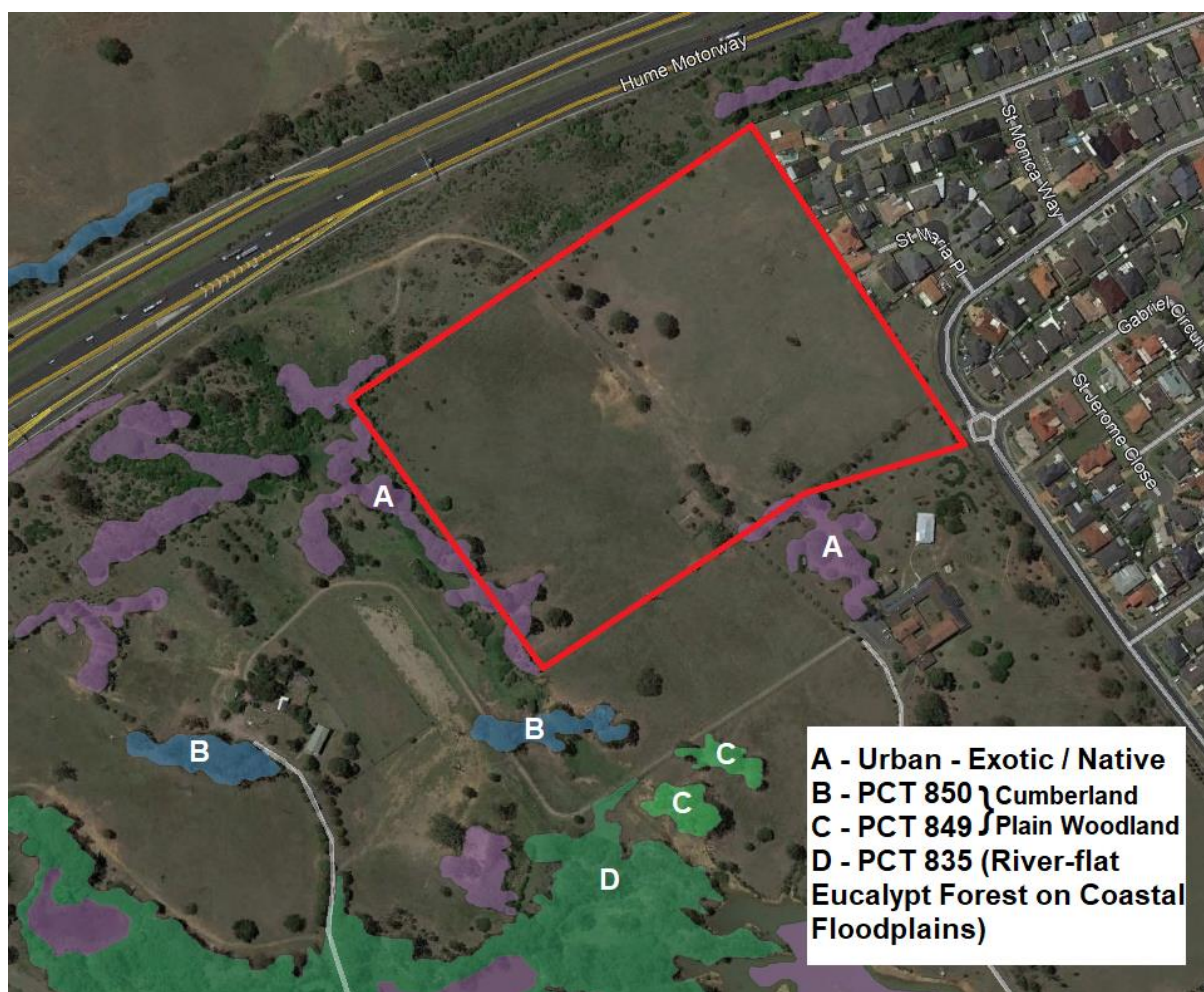 Hume Motorway
St Monica Way
St Maria Pl
Gabriel Circuit
St Jerome Close
A
A
B
B
C
C
D
A - Urban - Exotic / Native
B - PCT 850 } Cumberland
C - PCT 849 } Plain Woodland
D - PCT 835 (River-flat
Eucalypt Forest on Coastal
Floodplains)